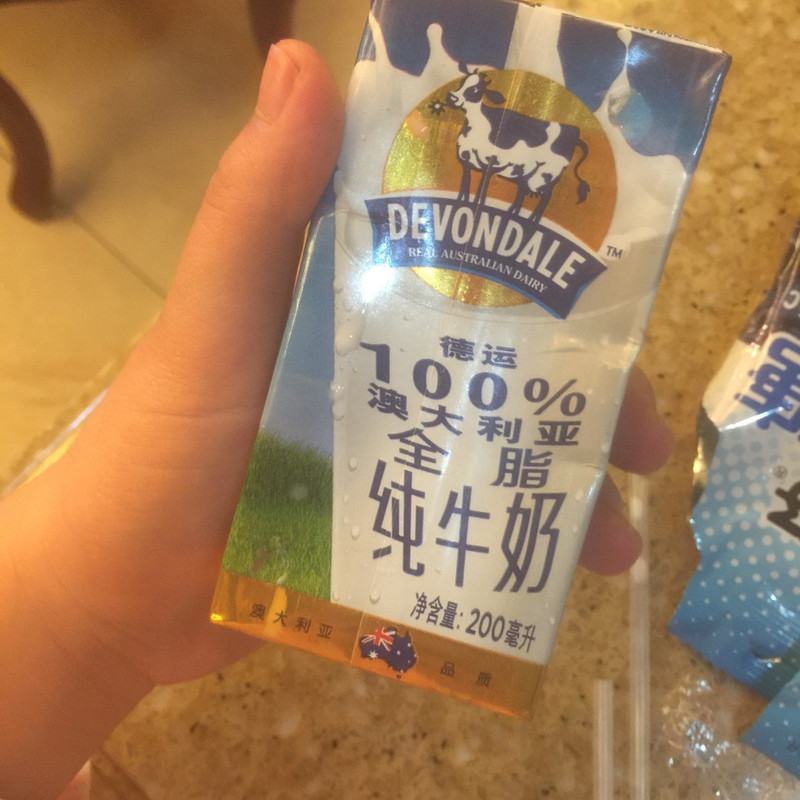 DEVONDALE
TM
REAL AUSTRALIAN DAIRY
德运
100%
澳大利亚
全脂
纯牛奶
净含量: 200毫升
澳大利亚 品质